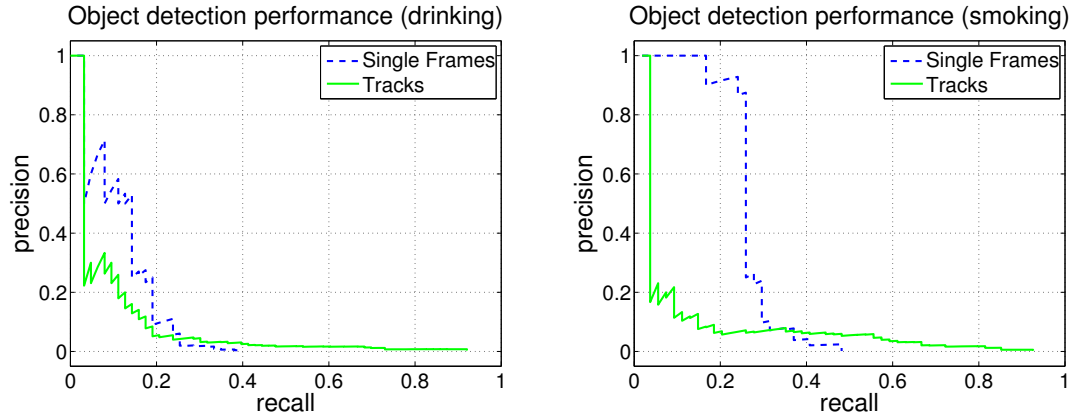 Object detection performance (drinking)
1
0.8
0.6
0.4
0.2
0
precision
Single Frames
Tracks
0 0.2 0.4 0.6 0.8 1
recall
Object detection performance (smoking)
1
0.8
0.6
0.4
0.2
0
precision
Single Frames
Tracks
0 0.2 0.4 0.6 0.8 1
recall